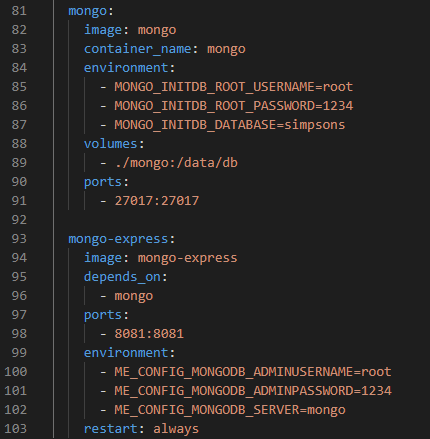 81 mongo:
82 image: mongo
83 container_name: mongo
84 environment:
85 - MONGO_INITDB_ROOT_USERNAME=root
86 - MONGO_INITDB_ROOT_PASSWORD=1234
87 - MONGO_INITDB_DATABASE=simpsons
88 volumes:
89 - ./mongo:/data/db
90 ports:
91 - 27017:27017
92
93 mongo-express:
94 image: mongo-express
95 depends_on:
96 - mongo
97 ports:
98 - 8081:8081
99 environment:
100 - ME_CONFIG_MONGODB_ADMINUSERNAME=root
101 - ME_CONFIG_MONGODB_ADMINPASSWORD=1234
102 - ME_CONFIG_MONGODB_SERVER=mongo
103 restart: always